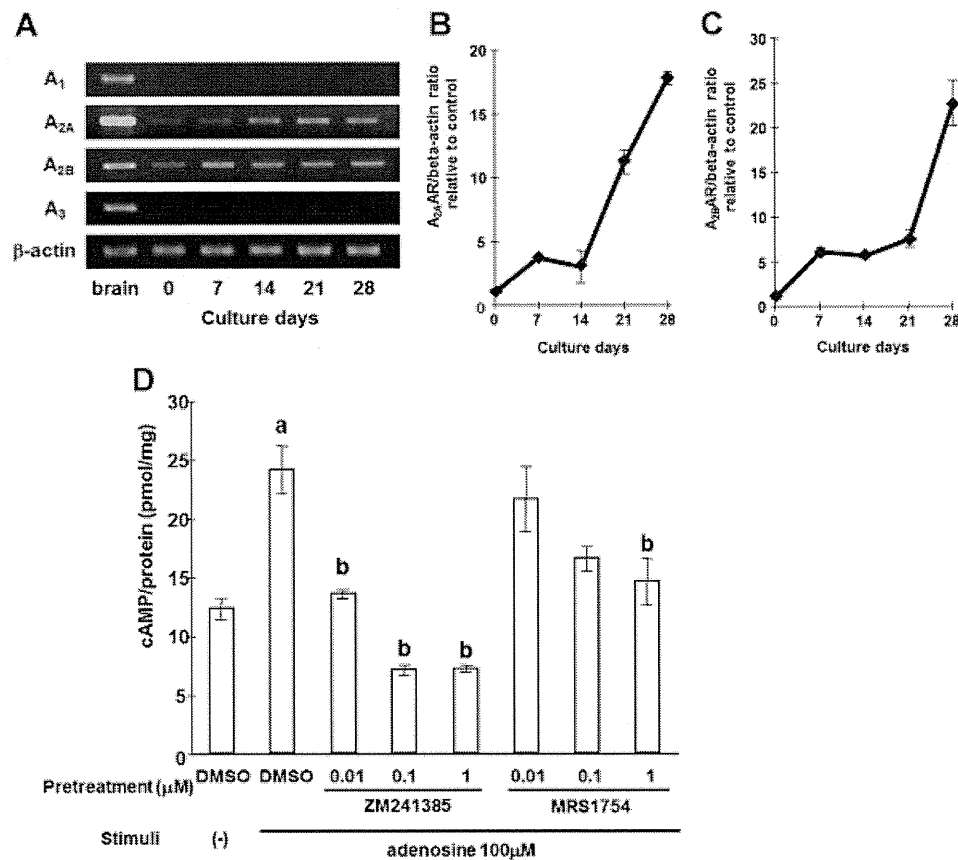 A
A1
A2A
A2B
A3
β-actin
brain 0 7 14 21 28
Culture days
B
A2AAR/beta-actin ratio
relative to control
20
15
10
5
0
0 7 14 21 28
Culture days
C
A2BAR/beta-actin ratio
relative to control
30
25
20
15
10
5
0
0 7 14 21 28
Culture days
D
cAMP/protein (pmol/mg)
30
25
20
15
10
5
0
a
b
b
b
b
Pretreatment (μM) DMSO DMSO 0.01 0.1 1 0.01 0.1 1
ZM241385 MRS1754
Stimuli (-) adenosine 100μM